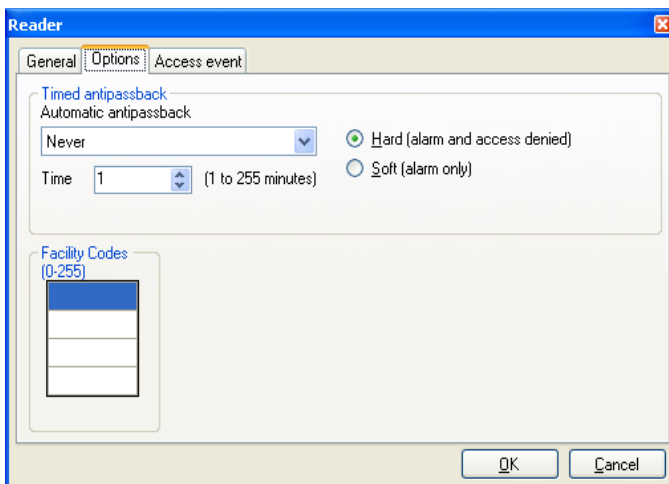 Reader
General Options Access event
Timed antipassback
Automatic antipassback
Never
Hard (alarm and access denied)
Soft (alarm only)
Time 1 (1 to 255 minutes)
Facility Codes
(0-255)
OK Cancel